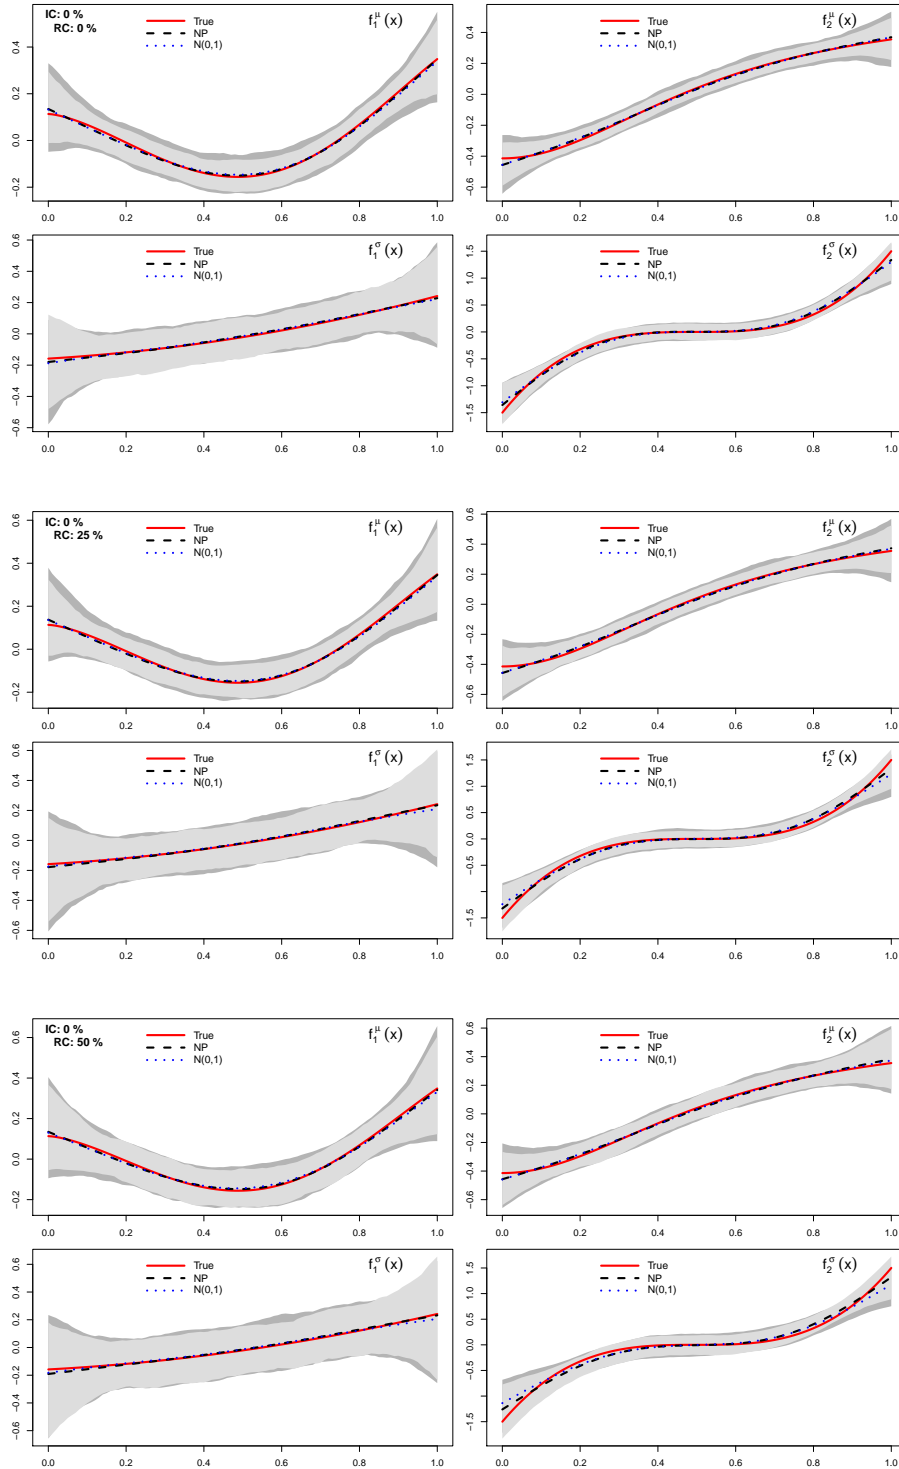 IC: 0 %
RC: 0 %
True
NP
N(0,1)
f₁^μ(x)
−0.2 0.0 0.2 0.4
0.0 0.2 0.4 0.6 0.8 1.0
True
NP
N(0,1)
f₂^μ(x)
−0.6 −0.4 −0.2 0.0 0.2 0.4
0.0 0.2 0.4 0.6 0.8 1.0
True
NP
N(0,1)
f₁^σ(x)
−0.6 −0.4 −0.2 0.0 0.2 0.4 0.6
0.0 0.2 0.4 0.6 0.8 1.0
True
NP
N(0,1)
f₂^σ(x)
−1.5 −1.0 −0.5 0.0 0.5 1.0 1.5
0.0 0.2 0.4 0.6 0.8 1.0
IC: 0 %
RC: 25 %
True
NP
N(0,1)
f₁^μ(x)
−0.2 0.0 0.2 0.4 0.6
0.0 0.2 0.4 0.6 0.8 1.0
True
NP
N(0,1)
f₂^μ(x)
−0.6 −0.4 −0.2 0.0 0.2 0.4 0.6
0.0 0.2 0.4 0.6 0.8 1.0
True
NP
N(0,1)
f₁^σ(x)
−0.6 −0.4 −0.2 0.0 0.2 0.4 0.6
0.0 0.2 0.4 0.6 0.8 1.0
True
NP
N(0,1)
f₂^σ(x)
−1.5 −0.5 0.0 0.5 1.0 1.5
0.0 0.2 0.4 0.6 0.8 1.0
IC: 0 %
RC: 50 %
True
NP
N(0,1)
f₁^μ(x)
−0.2 0.0 0.2 0.4 0.6
0.0 0.2 0.4 0.6 0.8 1.0
True
NP
N(0,1)
f₂^μ(x)
−0.6 −0.4 −0.2 0.0 0.2 0.4 0.6
0.0 0.2 0.4 0.6 0.8 1.0
True
NP
N(0,1)
f₁^σ(x)
−0.6 −0.4 −0.2 0.0 0.2 0.4 0.6
0.0 0.2 0.4 0.6 0.8 1.0
True
NP
N(0,1)
f₂^σ(x)
−1.5 −0.5 0.0 0.5 1.0 1.5
0.0 0.2 0.4 0.6 0.8 1.0